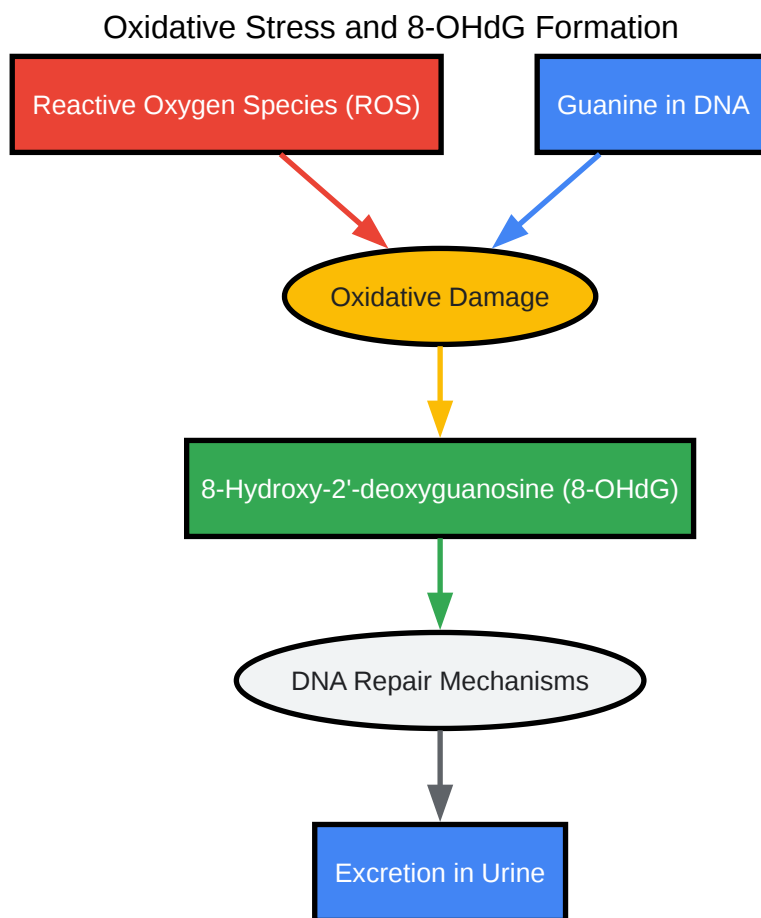 Oxidative Stress and 8-OHdG Formation
Reactive Oxygen Species (ROS)
Guanine in DNA
Oxidative Damage
8-Hydroxy-2'-deoxyguanosine (8-OHdG)
DNA Repair Mechanisms
Excretion in Urine